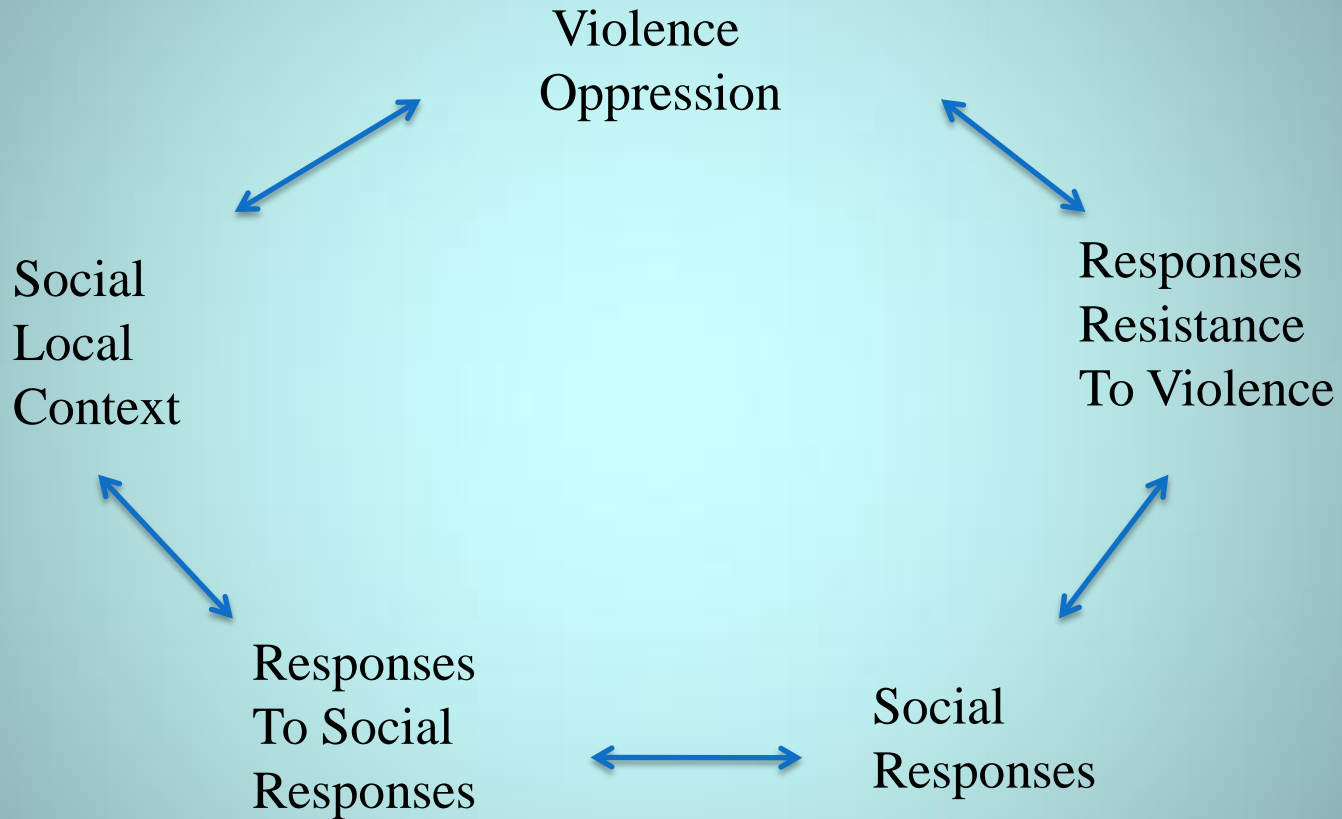 Violence
Oppression
Responses
Resistance
To Violence
Social
Responses
Responses
To Social
Responses
Social
Local
Context